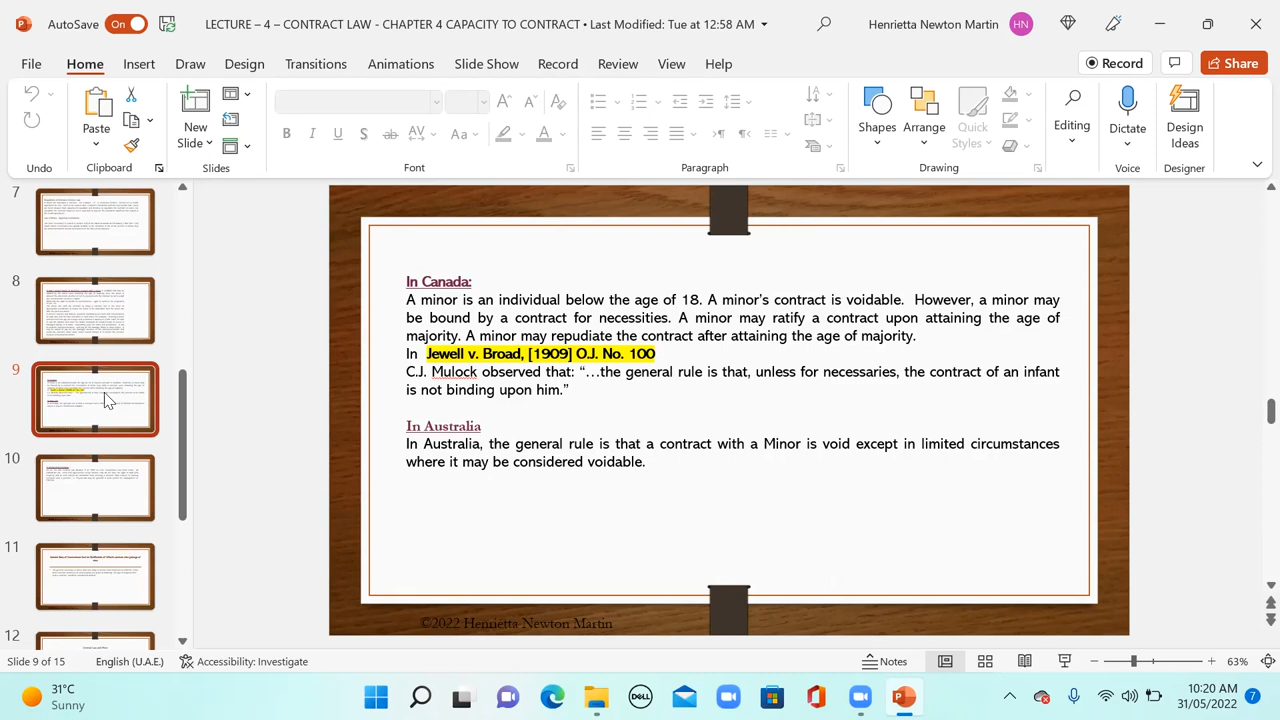 AutoSave On LECTURE – 4 – CONTRACT LAW - CHAPTER 4 CAPACITY TO CONTRACT • Last Modified: Tue at 12:58 AM Henrietta Newton Martin HN
File Home Insert Draw Design Transitions Animations Slide Show Record Review View Help Record Share
Paste New Slide Shapes Arrange Quick Styles Editing Dictate Design Ideas
B I U S ab AV Aa A
Undo Clipboard Slides Font Paragraph Drawing Voice Designer
7
8
9
10
11
12
In Canada:
A minor is an individual below the age of 18. A minor's contract is voidable. However, a minor may
be bound by a contract for necessities. A minor may ratify a contract upon attaining the age of
majority. A minor may repudiate the contract after attaining the age of majority.
In Jewell v. Broad, [1909] O.J. No. 100
C.J. Mulock observed that: “…the general rule is that, unless for necessaries, the contract of an infant
is not binding upon him.”
In Australia
In Australia, the general rule is that a contract with a Minor is void except in limited circumstances
where it may be considered voidable.
©2022 Henrietta Newton Martin
Slide 9 of 15 English (U.A.E.) Accessibility: Investigate Notes 63%
31°C
Sunny
DELL
10:20 AM
31/05/2022
7